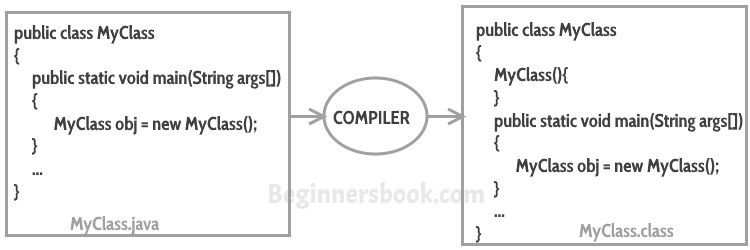 public class MyClass
{
public static void main(String args[])
{
MyClass obj = new MyClass();
}
...
}
MyClass.java
COMPILER
public class MyClass
{
MyClass(){
}
public static void main(String args[])
{
MyClass obj = new MyClass();
}
...
}
MyClass.class
Beginnersbook.com